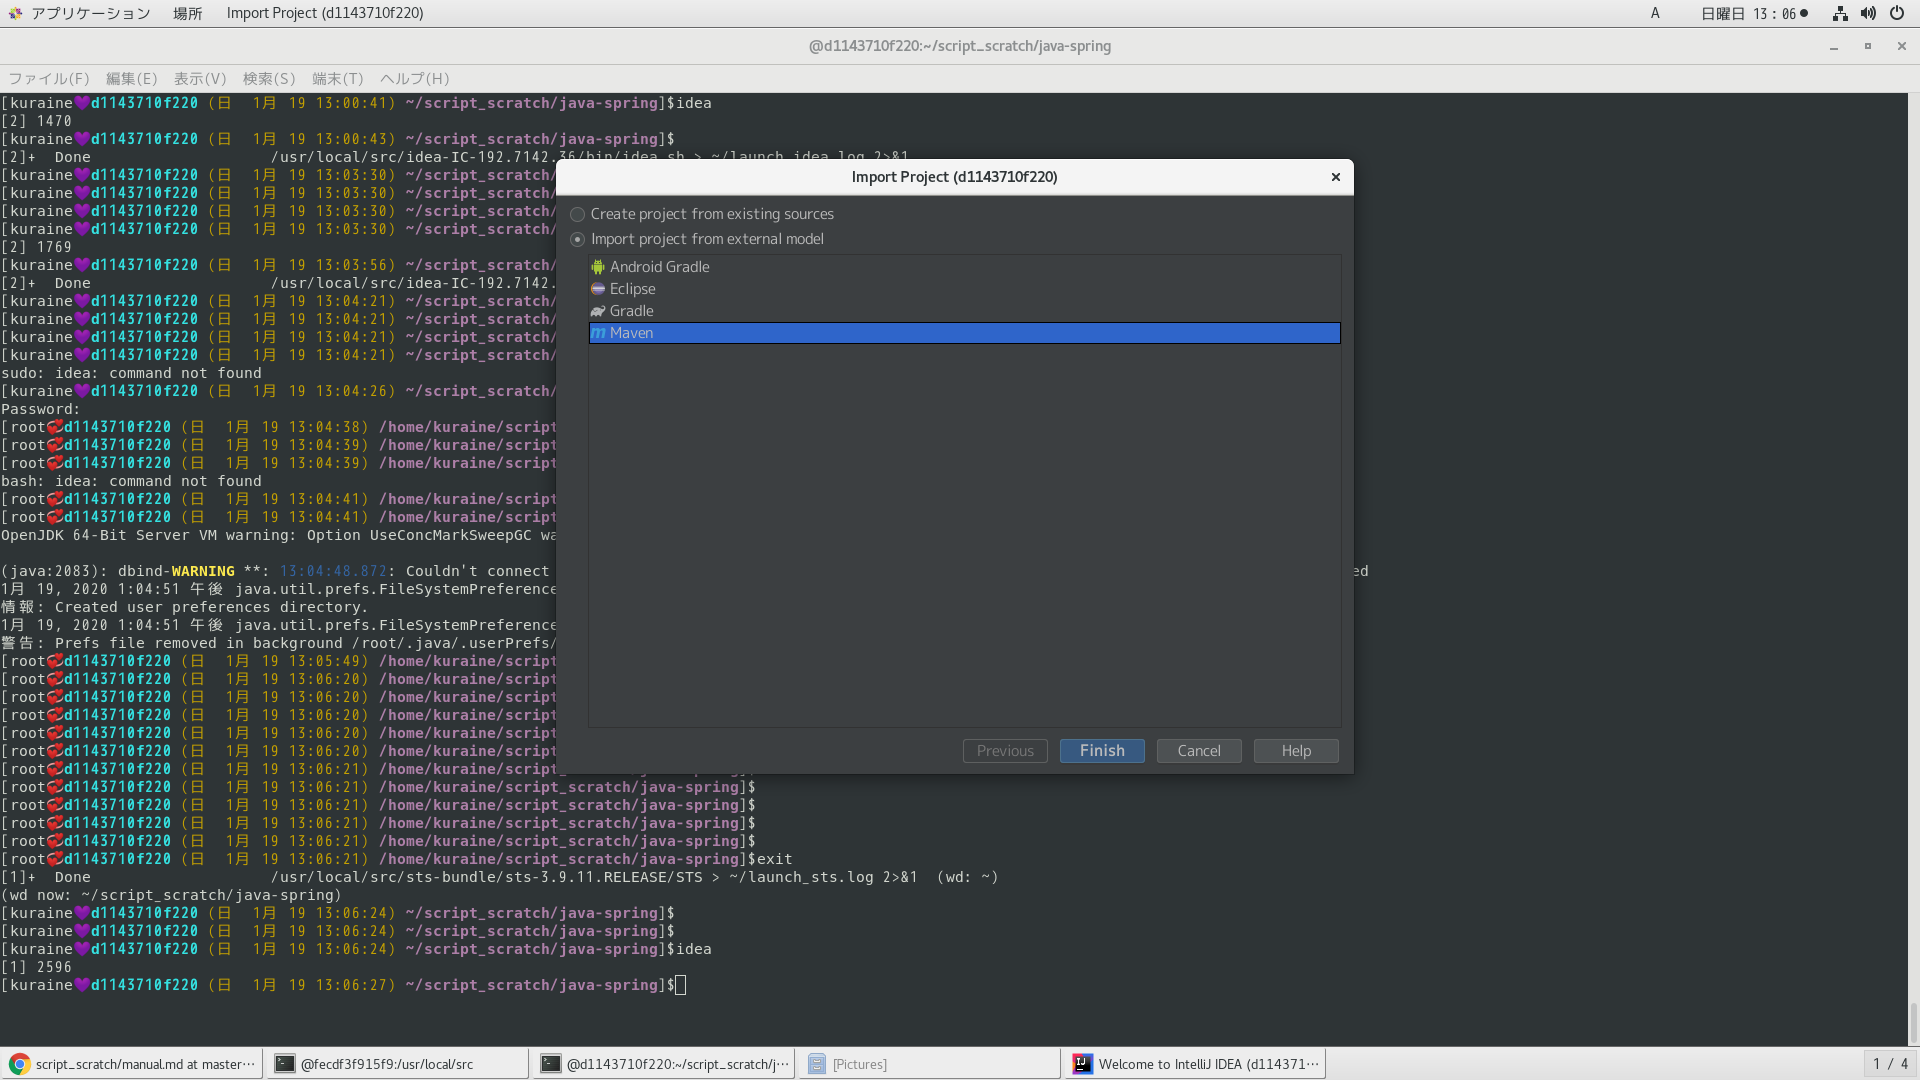 アプリケーション 場所 Import Project (d1143710f220) A 日曜日 13:06●
@d1143710f220:~/script_scratch/java-spring
ファイル(F) 編集(E) 表示(V) 検索(S) 端末(T) ヘルプ(H)
[kuraine💜d1143710f220 (日 1月 19 13:00:41) ~/script_scratch/java-spring]$idea
[2] 1470
[kuraine💜d1143710f220 (日 1月 19 13:00:43) ~/script_scratch/java-spring]$
[2]+ Done /usr/local/src/idea-IC-192.7142.36/bin/idea.sh > ~/launch_idea.log 2>&1
[kuraine💜d1143710f220 (日 1月 19 13:03:30) ~/script_scratch/
[kuraine💜d1143710f220 (日 1月 19 13:03:30) ~/script_scratch/
[kuraine💜d1143710f220 (日 1月 19 13:03:30) ~/script_scratch/
[kuraine💜d1143710f220 (日 1月 19 13:03:30) ~/script_scratch/
[2] 1769
[kuraine💜d1143710f220 (日 1月 19 13:03:56) ~/script_scratch/
[2]+ Done /usr/local/src/idea-IC-192.7142.
[kuraine💜d1143710f220 (日 1月 19 13:04:21) ~/script_scratch/
[kuraine💜d1143710f220 (日 1月 19 13:04:21) ~/script_scratch/
[kuraine💜d1143710f220 (日 1月 19 13:04:21) ~/script_scratch/
[kuraine💜d1143710f220 (日 1月 19 13:04:21) ~/script_scratch/
sudo: idea: command not found
[kuraine💜d1143710f220 (日 1月 19 13:04:26) ~/script_scratch/
Password:
[root💞d1143710f220 (日 1月 19 13:04:38) /home/kuraine/script
[root💞d1143710f220 (日 1月 19 13:04:39) /home/kuraine/script
[root💞d1143710f220 (日 1月 19 13:04:39) /home/kuraine/script
bash: idea: command not found
[root💞d1143710f220 (日 1月 19 13:04:41) /home/kuraine/script
[root💞d1143710f220 (日 1月 19 13:04:41) /home/kuraine/script
OpenJDK 64-Bit Server VM warning: Option UseConcMarkSweepGC wa
(java:2083): dbind-WARNING **: 13:04:48.872: Couldn't connect ed
1月 19, 2020 1:04:51 午後 java.util.prefs.FileSystemPreference
情報: Created user preferences directory.
1月 19, 2020 1:04:51 午後 java.util.prefs.FileSystemPreference
警告: Prefs file removed in background /root/.java/.userPrefs/
[root💞d1143710f220 (日 1月 19 13:05:49) /home/kuraine/script
[root💞d1143710f220 (日 1月 19 13:06:20) /home/kuraine/script
[root💞d1143710f220 (日 1月 19 13:06:20) /home/kuraine/script
[root💞d1143710f220 (日 1月 19 13:06:20) /home/kuraine/script
[root💞d1143710f220 (日 1月 19 13:06:20) /home/kuraine/script
[root💞d1143710f220 (日 1月 19 13:06:20) /home/kuraine/script
[root💞d1143710f220 (日 1月 19 13:06:21) /home/kuraine/script_scratch/java-spring]$
[root💞d1143710f220 (日 1月 19 13:06:21) /home/kuraine/script_scratch/java-spring]$
[root💞d1143710f220 (日 1月 19 13:06:21) /home/kuraine/script_scratch/java-spring]$
[root💞d1143710f220 (日 1月 19 13:06:21) /home/kuraine/script_scratch/java-spring]$
[root💞d1143710f220 (日 1月 19 13:06:21) /home/kuraine/script_scratch/java-spring]$
[root💞d1143710f220 (日 1月 19 13:06:21) /home/kuraine/script_scratch/java-spring]$exit
[1]+ Done /usr/local/src/sts-bundle/sts-3.9.11.RELEASE/STS > ~/launch_sts.log 2>&1 (wd: ~)
(wd now: ~/script_scratch/java-spring)
[kuraine💜d1143710f220 (日 1月 19 13:06:24) ~/script_scratch/java-spring]$
[kuraine💜d1143710f220 (日 1月 19 13:06:24) ~/script_scratch/java-spring]$
[kuraine💜d1143710f220 (日 1月 19 13:06:24) ~/script_scratch/java-spring]$idea
[1] 2596
[kuraine💜d1143710f220 (日 1月 19 13:06:27) ~/script_scratch/java-spring]$
Import Project (d1143710f220)
Create project from existing sources
Import project from external model
Android Gradle
Eclipse
Gradle
m Maven
Previous Finish Cancel Help
script_scratch/manual.md at master… @fecdf3f915f9:/usr/local/src @d1143710f220:~/script_scratch/j… [Pictures] Welcome to IntelliJ IDEA (d114371… 1 / 4